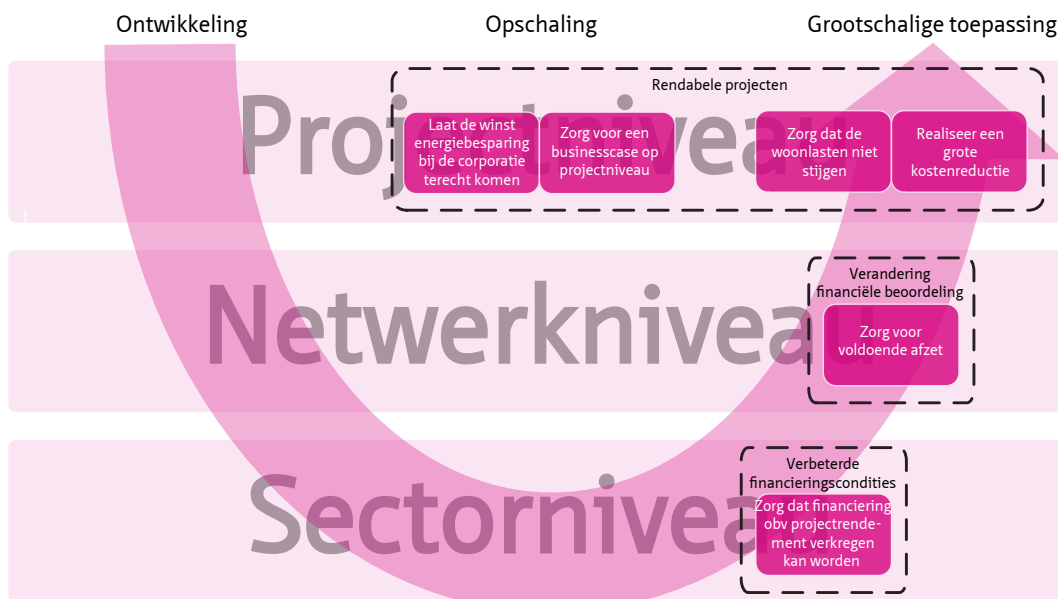 Ontwikkeling
Opschaling
Grootschalige toepassing
Projectniveau
Rendabele projecten
Laat de winst
energiebesparing
bij de corporatie
terecht komen
Zorg voor een
businesscase op
projectniveau
Zorg dat de
woonlasten niet
stijgen
Realiseer een
grote
kostenreductie
)
Netwerkniveau
Verandering
financiële beoordeling
Zorg voor
voldoende afzet
Sectorniveau
Verbeterde
financieringscondities
Zorg dat financiering
obv projectrende-
ment verkregen
kan worden